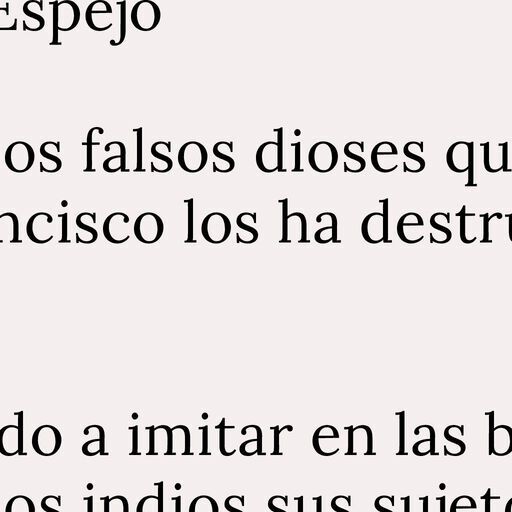 Espejo
os falsos dioses qu
ncisco los ha destru
do a imitar en las b
os indios sus sujeto